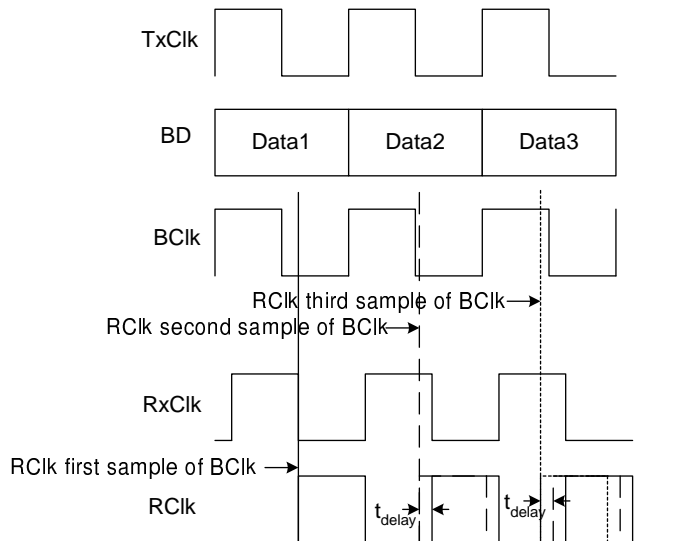 TxClk
BD
Data1 Data2 Data3
BClk
RClk third sample of BClk
RClk second sample of BClk
RxClk
RClk first sample of BClk
RClk
tdelay tdelay